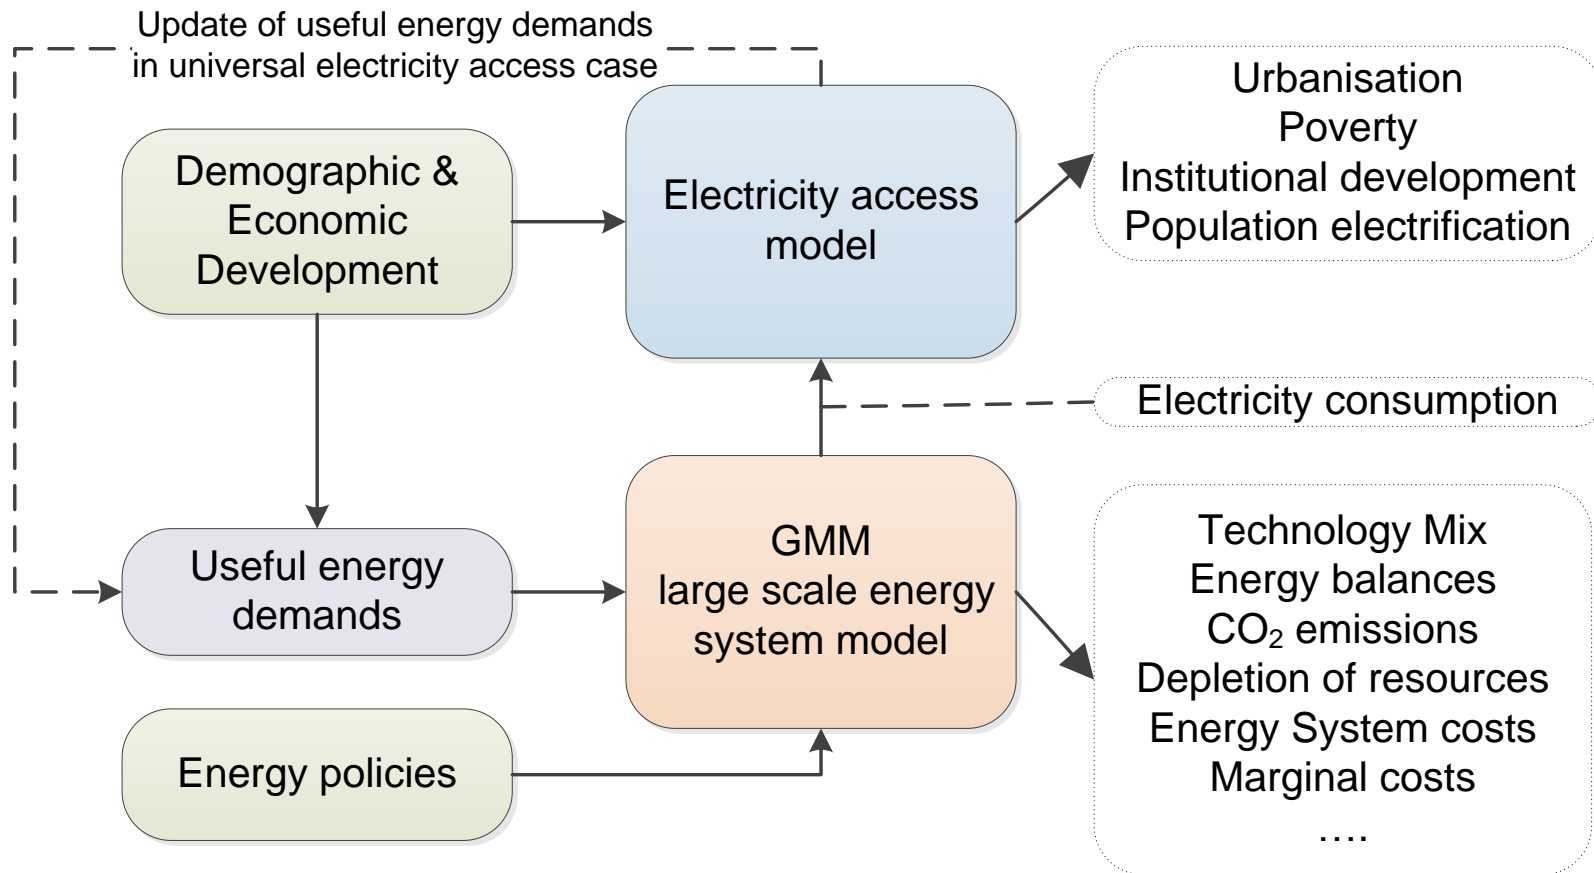 Update of useful energy demands
in universal electricity access case
Demographic &
Economic
Development
Electricity access
model
Urbanisation
Poverty
Institutional development
Population electrification
Electricity consumption
Useful energy
demands
GMM
large scale energy
system model
Technology Mix
Energy balances
CO₂ emissions
Depletion of resources
Energy System costs
Marginal costs
....
Energy policies